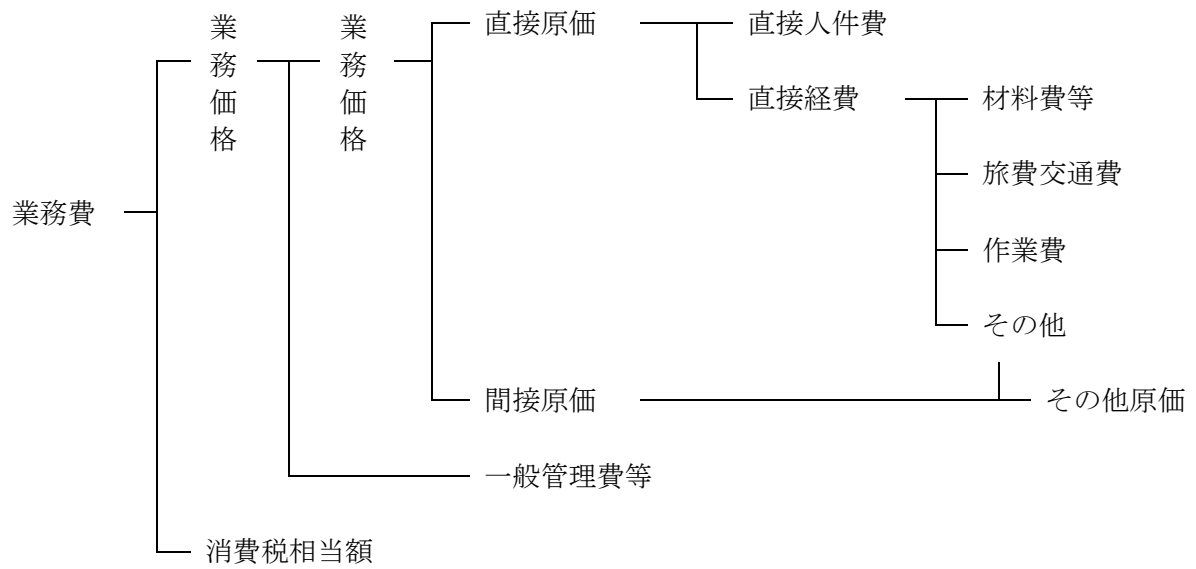 業務費
業務価格
業務価格
直接原価
直接人件費
直接経費
材料費等
旅費交通費
作業費
その他
間接原価
その他原価
一般管理費等
消費税相当額